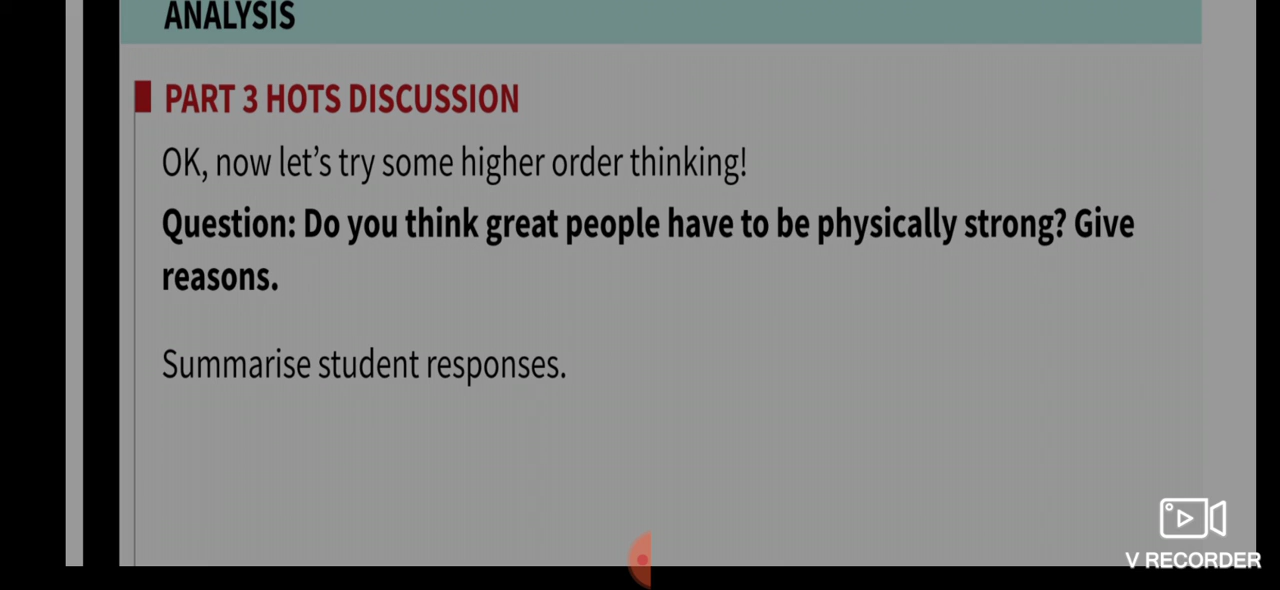 ANALYSIS
PART 3 HOTS DISCUSSION
OK, now let's try some higher order thinking!
Question: Do you think great people have to be physically strong? Give
reasons.
Summarise student responses.
V RECORDER